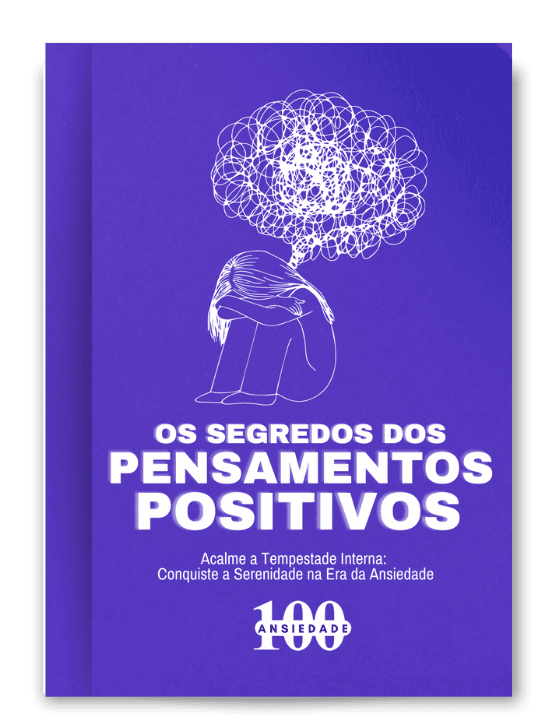 OS SEGREDOS DOS
PENSAMENTOS
POSITIVOS
Acalme a Tempestade Interna:
Conquiste a Serenidade na Era da Ansiedade
100
ANSIEDADE